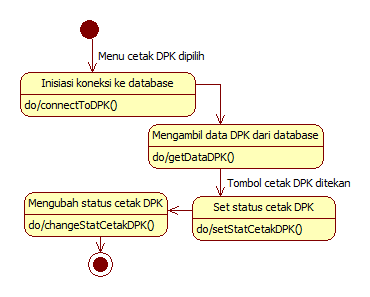 Menu cetak DPK dipilih
Inisiasi koneksi ke database
do/connectToDPK()
Mengambil data DPK dari database
do/getDataDPK()
Tombol cetak DPK ditekan
Mengubah status cetak DPK
do/changeStatCetakDPK()
Set status cetak DPK
do/setStatCetakDPK()